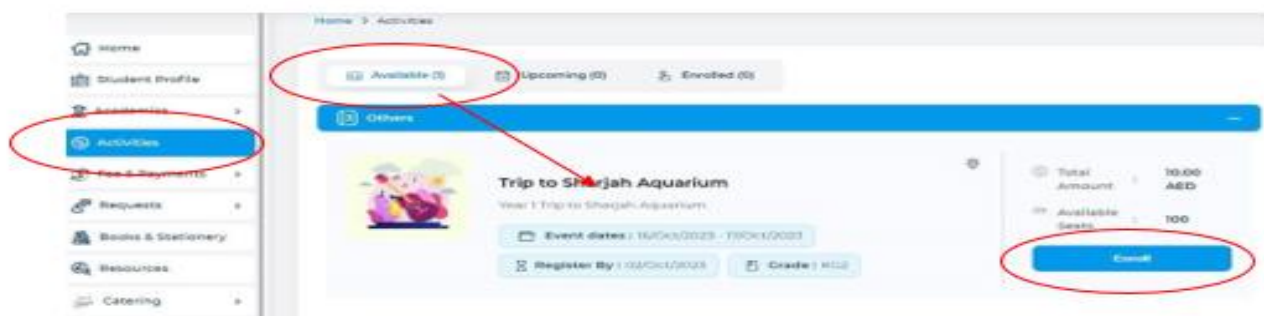 Home > Activities
Home
Student Profile
Academics
Activities
Fee & Payments
Requests
Books & Stationery
Resources
Catering
Available (1)
Upcoming (0)
Enrolled (0)
Others
Trip to Sharjah Aquarium
Year 1 Trip to Sharjah Aquarium
Event dates : 16/Oct/2023 - 17/Oct/2023
Register By : 02/Oct/2023
Grade : KG2
Total Amount : 10.00 AED
Available Seats : 100
Enroll